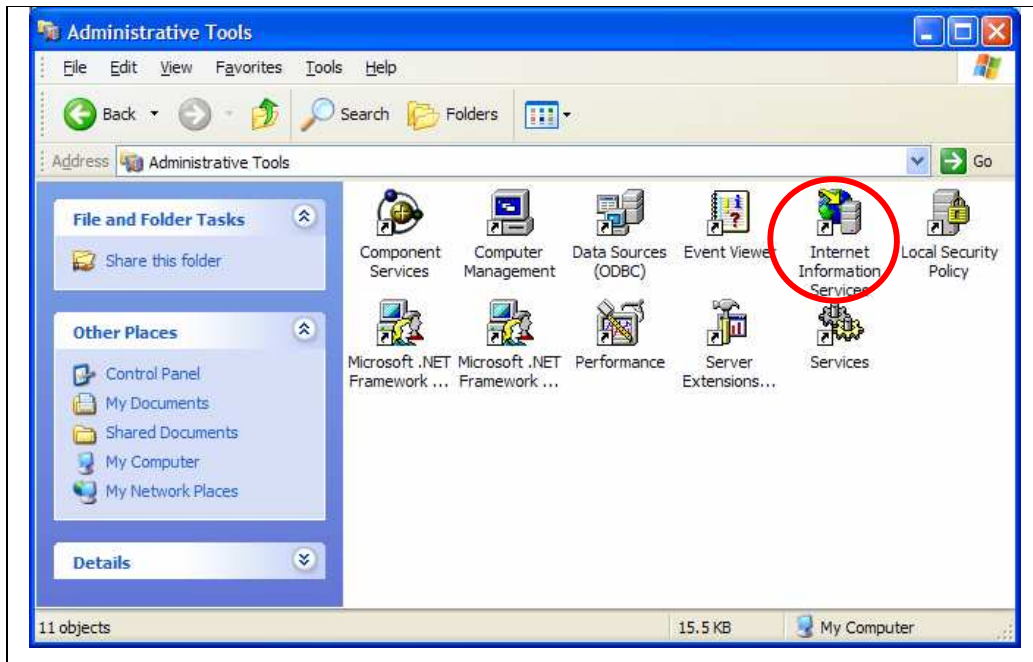 Administrative Tools
File Edit View Favorites Tools Help
Back Search Folders
Address Administrative Tools Go
File and Folder Tasks
Share this folder
Other Places
Control Panel
My Documents
Shared Documents
My Computer
My Network Places
Details
Component Services
Computer Management
Data Sources (ODBC)
Event Viewer
Internet Information Services
Local Security Policy
Microsoft .NET Framework ...
Microsoft .NET Framework ...
Performance
Server Extensions...
Services
11 objects 15.5 KB My Computer